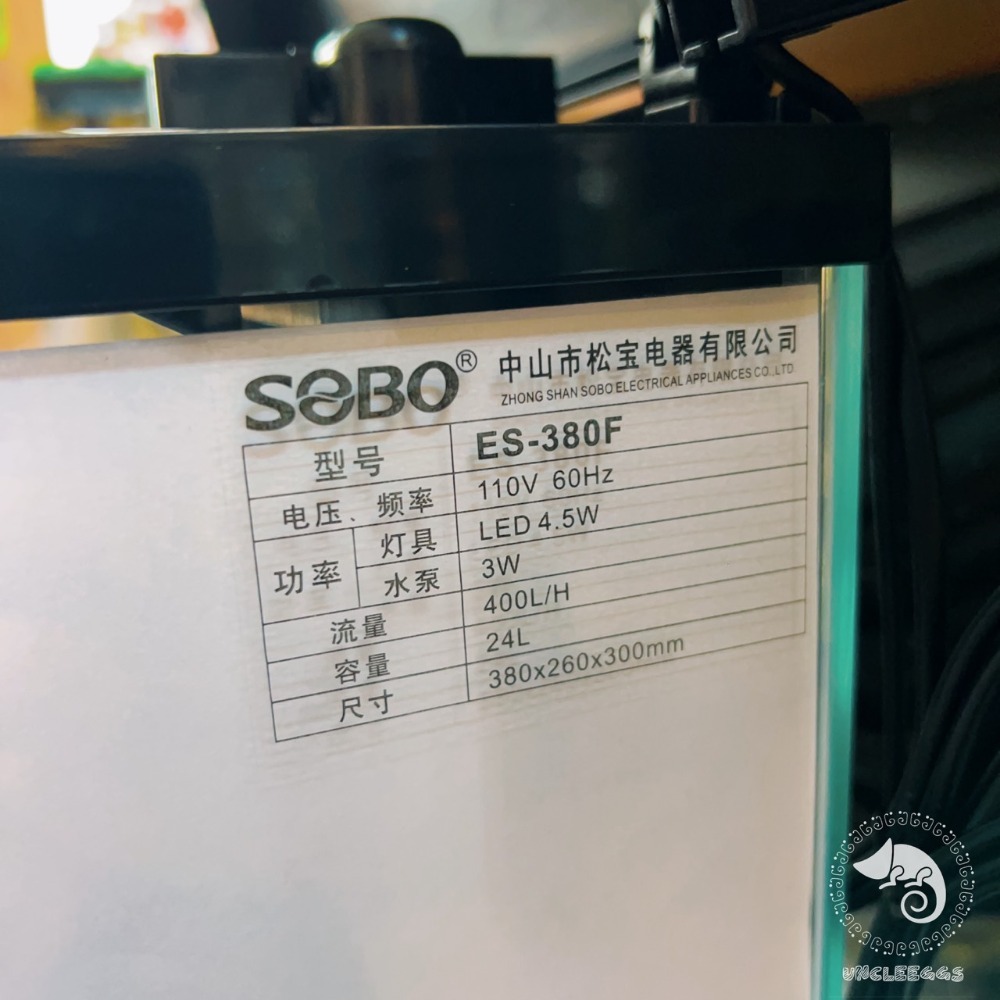 SOBO® 中山市松宝电器有限公司
ZHONG SHAN SOBO ELECTRICAL APPLIANCES CO.,LTD
型号 ES-380F
电压、频率 110V 60Hz
功率 灯具 LED 4.5W
水泵 3W
流量 400L/H
容量 24L
尺寸 380x260x300mm
UNCLEEGGS